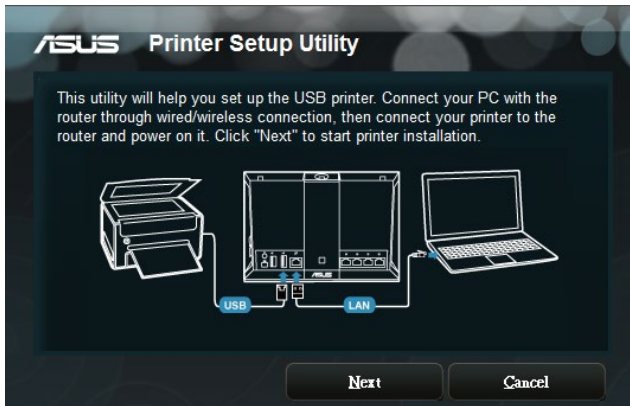 ASUS Printer Setup Utility
This utility will help you set up the USB printer. Connect your PC with the
router through wired/wireless connection, then connect your printer to the
router and power on it. Click "Next" to start printer installation.
ASUS
USB
LAN
Next
Cancel